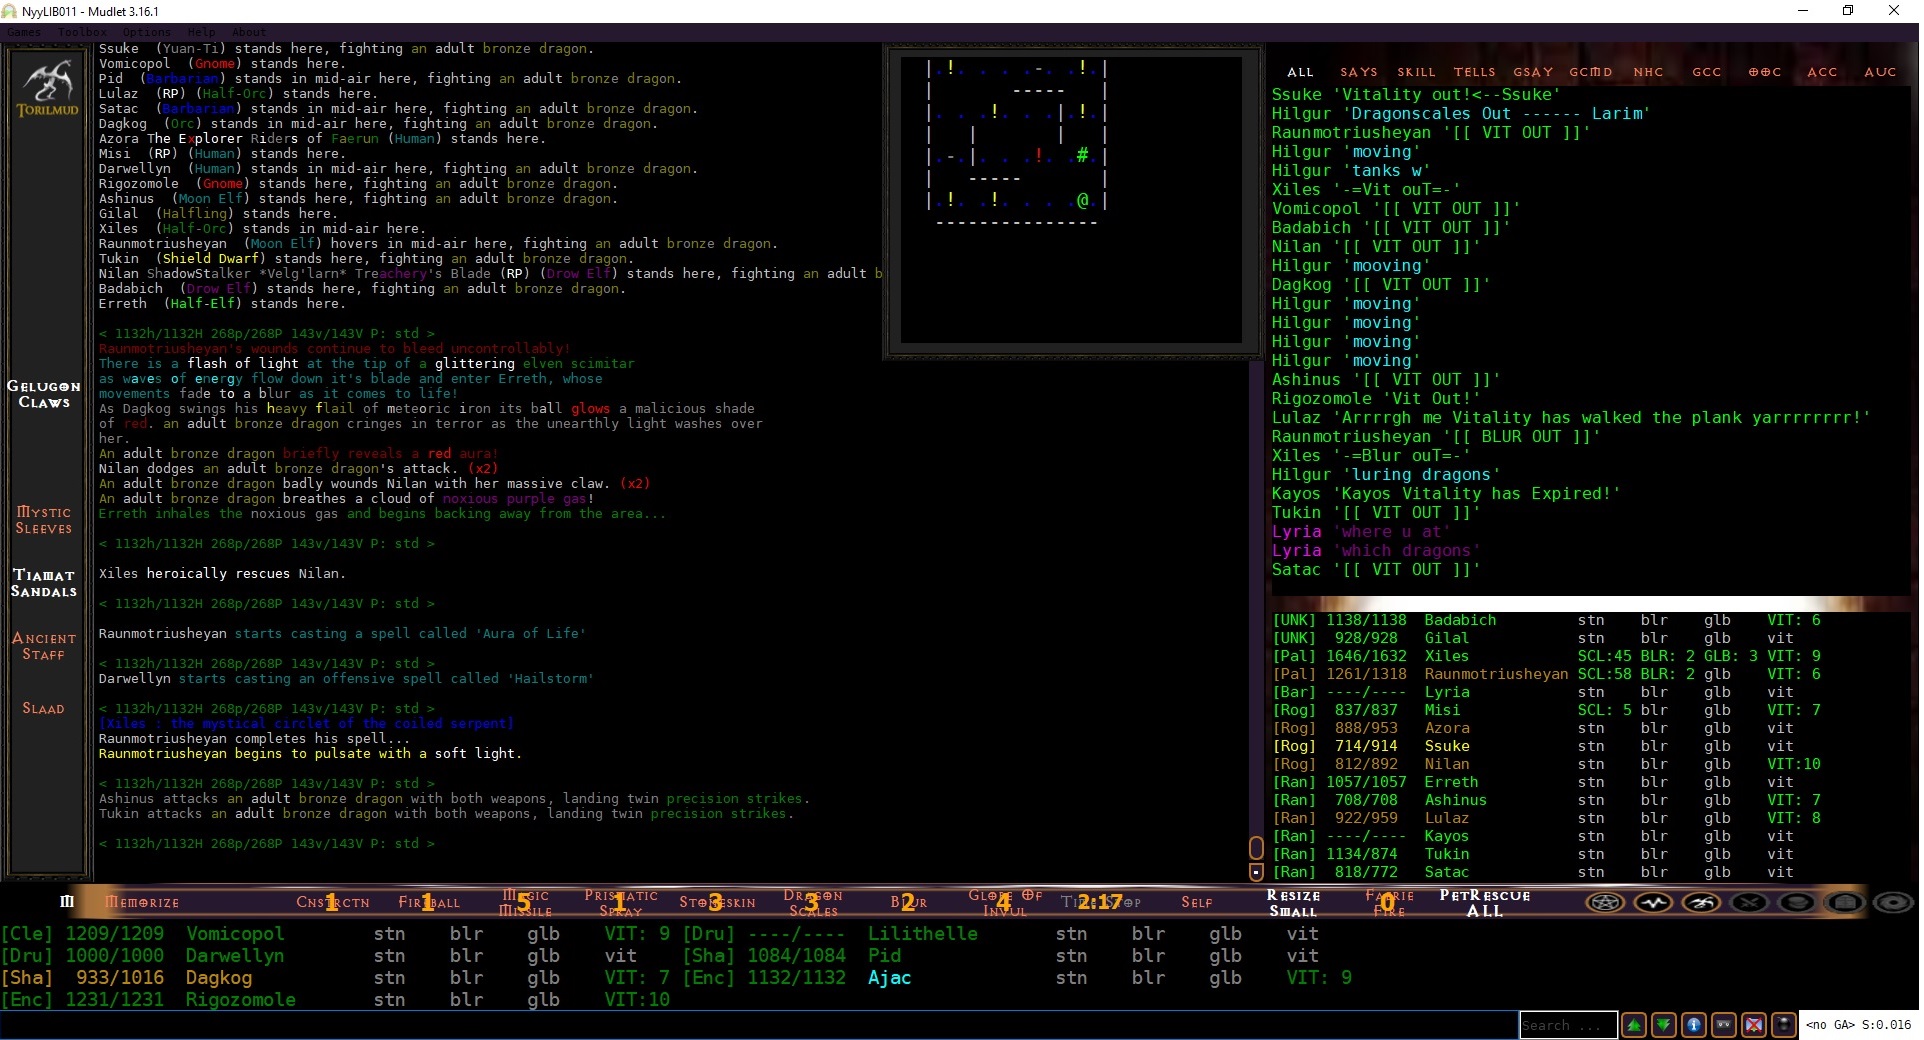 NyyLIB011 - Mudlet 3.16.1
Games Toolbox Options Help About
TORILMUD
GELUGON
CLAWS
MYSTIC
SLEEVES
TIAMAT
SANDALS
ANCIENT
STAFF
SLAAD
Ssuke (Yuan-Ti) stands here, fighting an adult bronze dragon.
Vomicopol (Gnome) stands here.
Pid (Barbarian) stands in mid-air here, fighting an adult bronze dragon.
Lulaz (RP) (Half-Orc) stands here.
Satac (Barbarian) stands in mid-air here, fighting an adult bronze dragon.
Dagkog (Orc) stands in mid-air here, fighting an adult bronze dragon.
Azora The Explorer Riders of Faerun (Human) stands here.
Misi (RP) (Human) stands here.
Darwellyn (Human) stands in mid-air here, fighting an adult bronze dragon.
Rigozomole (Gnome) stands here, fighting an adult bronze dragon.
Ashinus (Moon Elf) stands here, fighting an adult bronze dragon.
Gilal (Halfling) stands here.
Xiles (Half-Orc) stands in mid-air here.
Raunmotriusheyan (Moon Elf) hovers in mid-air here, fighting an adult bronze dragon.
Tukin (Shield Dwarf) stands here, fighting an adult bronze dragon.
Nilan ShadowStalker *Velg'larn* Treachery's Blade (RP) (Drow Elf) stands here, fighting an adult b
Badabich (Drow Elf) stands here, fighting an adult bronze dragon.
Erreth (Half-Elf) stands here.
< 1132h/1132H 268p/268P 143v/143V P: std >
Raunmotriusheyan's wounds continue to bleed uncontrollably!
There is a flash of light at the tip of a glittering elven scimitar
as waves of energy flow down it's blade and enter Erreth, whose
movements fade to a blur as it comes to life!
As Dagkog swings his heavy flail of meteoric iron its ball glows a malicious shade
of red. an adult bronze dragon cringes in terror as the unearthly light washes over
her.
An adult bronze dragon briefly reveals a red aura!
Nilan dodges an adult bronze dragon's attack. (x2)
An adult bronze dragon badly wounds Nilan with her massive claw. (x2)
An adult bronze dragon breathes a cloud of noxious purple gas!
Erreth inhales the noxious gas and begins backing away from the area...
< 1132h/1132H 268p/268P 143v/143V P: std >
Xiles heroically rescues Nilan.
< 1132h/1132H 268p/268P 143v/143V P: std >
Raunmotriusheyan starts casting a spell called 'Aura of Life'
< 1132h/1132H 268p/268P 143v/143V P: std >
Darwellyn starts casting an offensive spell called 'Hailstorm'
< 1132h/1132H 268p/268P 143v/143V P: std >
[Xiles : the mystical circlet of the coiled serpent]
Raunmotriusheyan completes his spell...
Raunmotriusheyan begins to pulsate with a soft light.
< 1132h/1132H 268p/268P 143v/143V P: std >
Ashinus attacks an adult bronze dragon with both weapons, landing twin precision strikes.
Tukin attacks an adult bronze dragon with both weapons, landing twin precision strikes.
< 1132h/1132H 268p/268P 143v/143V P: std >
|.!. . . .-. .!.|
| ----- |
|. . .!. . .|.!.|
| | | |
|.-.|. . .!. .#.|
| ----- |
|.!. .!. . . .@.|
---------------
ALL SAYS SKILL TELLS GSAY GCMD NHC GCC OOC ACC AUC
Ssuke 'Vitality out!<--Ssuke'
Hilgur 'Dragonscales Out ------ Larim'
Raunmotriusheyan '[[ VIT OUT ]]'
Hilgur 'moving'
Hilgur 'tanks w'
Xiles '-=Vit ouT=-'
Vomicopol '[[ VIT OUT ]]'
Badabich '[[ VIT OUT ]]'
Nilan '[[ VIT OUT ]]'
Hilgur 'mooving'
Dagkog '[[ VIT OUT ]]'
Hilgur 'moving'
Hilgur 'moving'
Hilgur 'moving'
Hilgur 'moving'
Ashinus '[[ VIT OUT ]]'
Rigozomole 'Vit Out!'
Lulaz 'Arrrrgh me Vitality has walked the plank yarrrrrrrr!'
Raunmotriusheyan '[[ BLUR OUT ]]'
Xiles '-=Blur ouT=-'
Hilgur 'luring dragons'
Kayos 'Kayos Vitality has Expired!'
Tukin '[[ VIT OUT ]]'
Lyria 'where u at'
Lyria 'which dragons'
Satac '[[ VIT OUT ]]'
[UNK] 1138/1138 Badabich stn blr glb VIT: 6
[UNK] 928/928 Gilal stn blr glb vit
[Pal] 1646/1632 Xiles SCL:45 BLR: 2 GLB: 3 VIT: 9
[Pal] 1261/1318 Raunmotriusheyan SCL:58 BLR: 2 glb VIT: 6
[Bar] ----/---- Lyria stn blr glb vit
[Rog] 837/837 Misi SCL: 5 blr glb VIT: 7
[Rog] 888/953 Azora stn blr glb vit
[Rog] 714/914 Ssuke stn blr glb vit
[Rog] 812/892 Nilan stn blr glb VIT:10
[Ran] 1057/1057 Erreth stn blr glb vit
[Ran] 708/708 Ashinus stn blr glb VIT: 7
[Ran] 922/959 Lulaz stn blr glb VIT: 8
[Ran] ----/---- Kayos stn blr glb vit
[Ran] 1134/874 Tukin stn blr glb vit
[Ran] 818/772 Satac stn blr glb vit
M MEMORIZE CNSTRCTN 1 FIREBALL 1 MAGIC MISSILE 5 PRISMATIC SPRAY 1 STONESKIN 3 DRAGON SCALES 3 BLUR 2 GLOBE OF INVUL 4 TIME STOP 2:17 SELF RESIZE SMALL FAERIE FIRE 0 PETRESCUE ALL
[Cle] 1209/1209 Vomicopol stn blr glb VIT: 9 [Dru] ----/---- Lilithelle stn blr glb vit
[Dru] 1000/1000 Darwellyn stn blr glb vit [Sha] 1084/1084 Pid stn blr glb vit
[Sha] 933/1016 Dagkog stn blr glb VIT: 7 [Enc] 1132/1132 Ajac stn blr glb VIT: 9
[Enc] 1231/1231 Rigozomole stn blr glb VIT:10
Search ...
<no GA> S:0.016